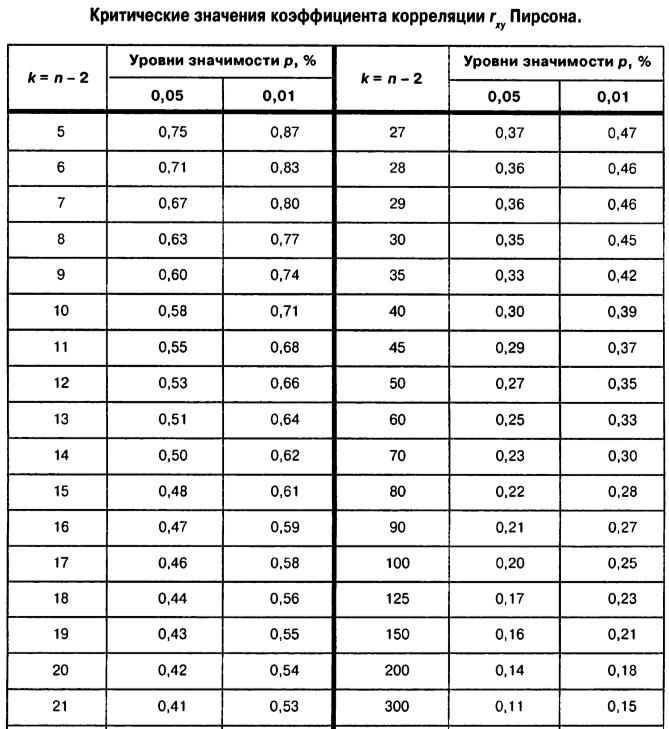 Критические значения коэффициента корреляции r_xy Пирсона.
k = n – 2 Уровни значимости p, % k = n – 2 Уровни значимости p, %
0,05 0,01 0,05 0,01
5 0,75 0,87 27 0,37 0,47
6 0,71 0,83 28 0,36 0,46
7 0,67 0,80 29 0,36 0,46
8 0,63 0,77 30 0,35 0,45
9 0,60 0,74 35 0,33 0,42
10 0,58 0,71 40 0,30 0,39
11 0,55 0,68 45 0,29 0,37
12 0,53 0,66 50 0,27 0,35
13 0,51 0,64 60 0,25 0,33
14 0,50 0,62 70 0,23 0,30
15 0,48 0,61 80 0,22 0,28
16 0,47 0,59 90 0,21 0,27
17 0,46 0,58 100 0,20 0,25
18 0,44 0,56 125 0,17 0,23
19 0,43 0,55 150 0,16 0,21
20 0,42 0,54 200 0,14 0,18
21 0,41 0,53 300 0,11 0,15